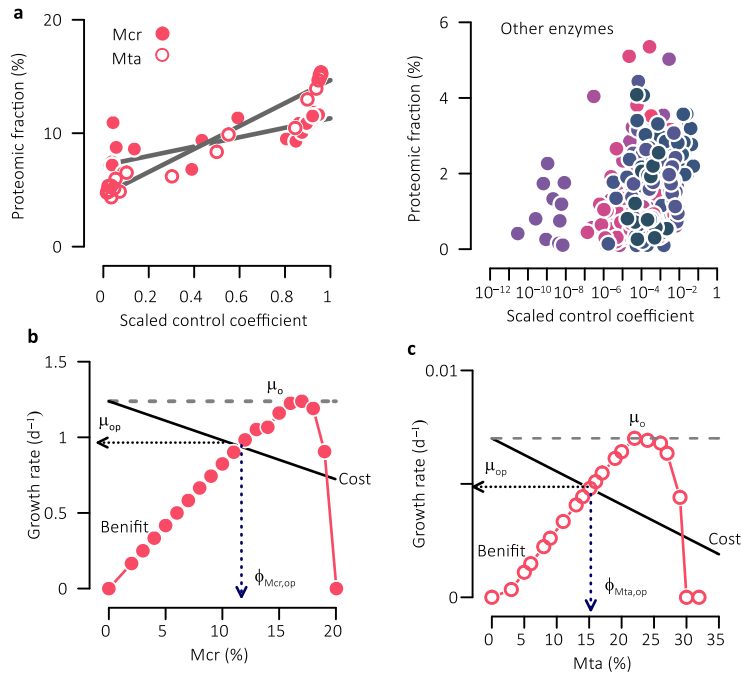 a
Mcr
Mta
20
10
0
Proteomic fraction (%)
0
0.2
0.4
0.6
0.8
1
Scaled control coefficient
Other enzymes
6
4
2
0
Proteomic fraction (%)
10⁻¹²
10⁻¹⁰
10⁻⁸
10⁻⁶
10⁻⁴
10⁻²
1
Scaled control coefficient
b
1.5
1
0.5
0
Growth rate (d⁻¹)
μo
μop
Cost
Benifit
ϕMcr,op
0
5
10
15
20
Mcr (%)
c
0.01
0
Growth rate (d⁻¹)
μo
μop
Cost
Benifit
ϕMta,op
0
5
10
15
20
25
30
35
Mta (%)